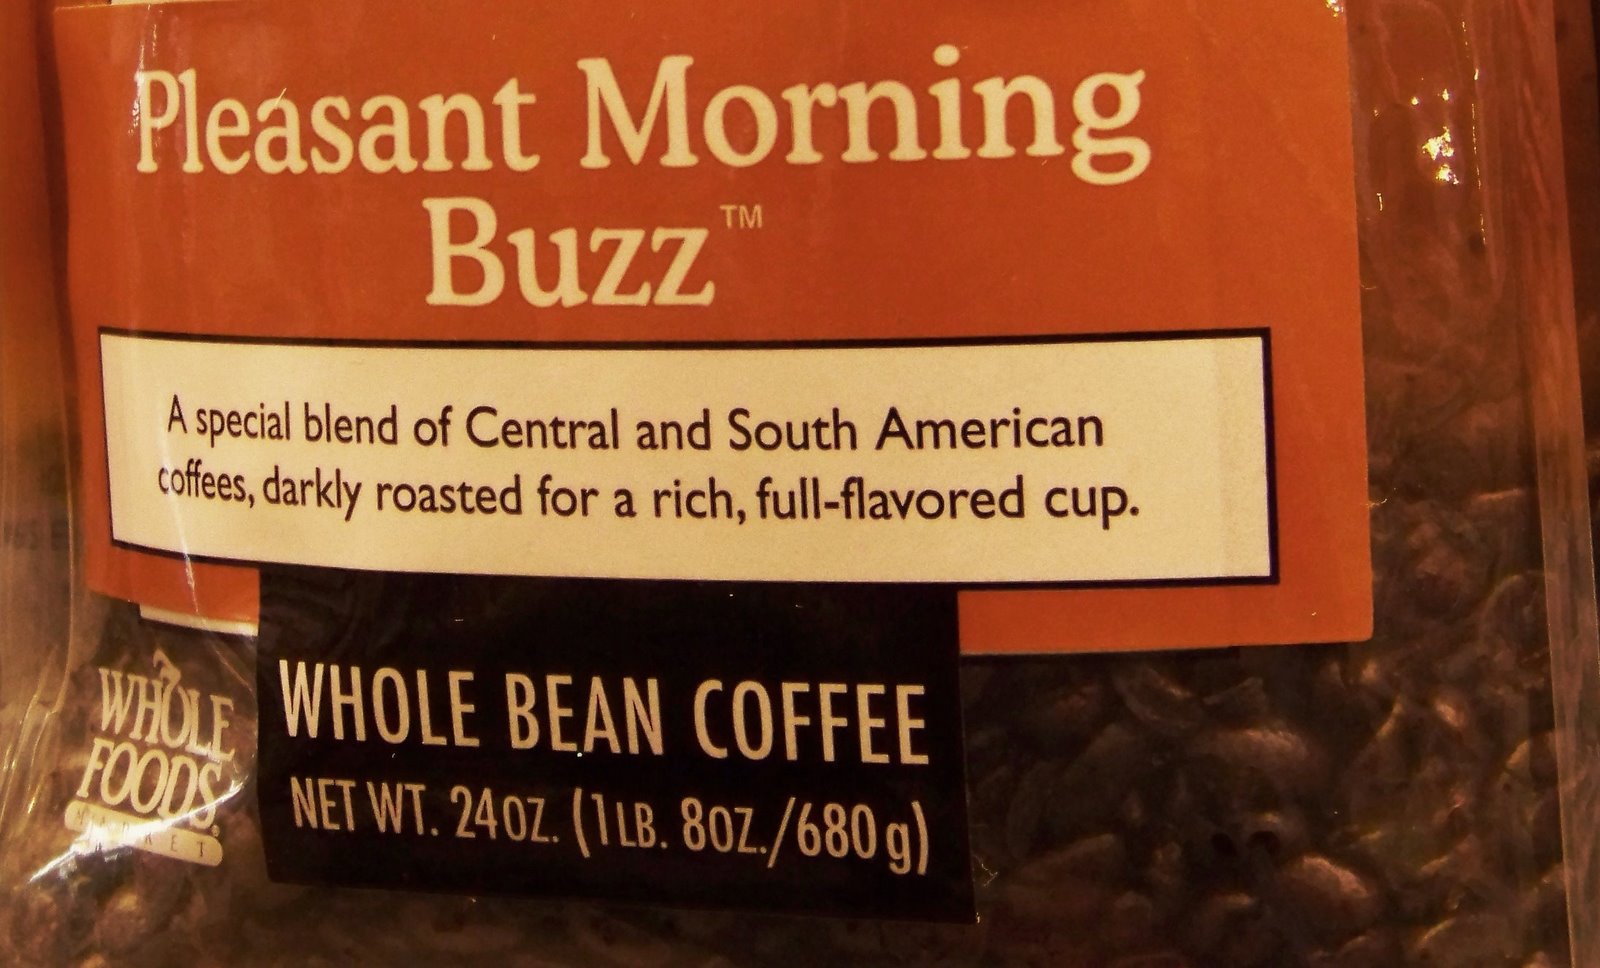 Pleasant Morning
Buzz™
A special blend of Central and South American
coffees, darkly roasted for a rich, full-flavored cup.
WHOLE BEAN COFFEE
NET WT. 24 OZ. (1 LB. 8 OZ./680 g)
WHOLE
FOODS
MARKET